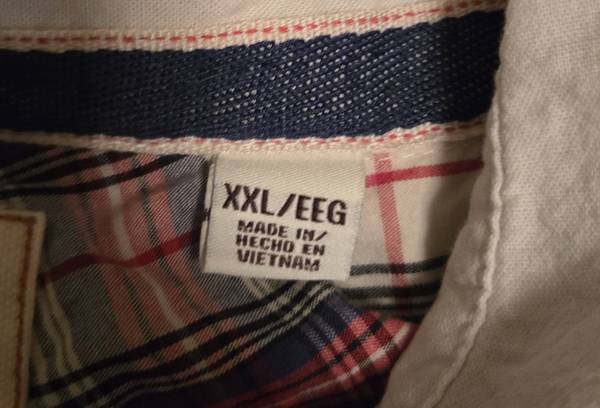 XXL/EEG
MADE IN/
HECHO EN
VIETNAM